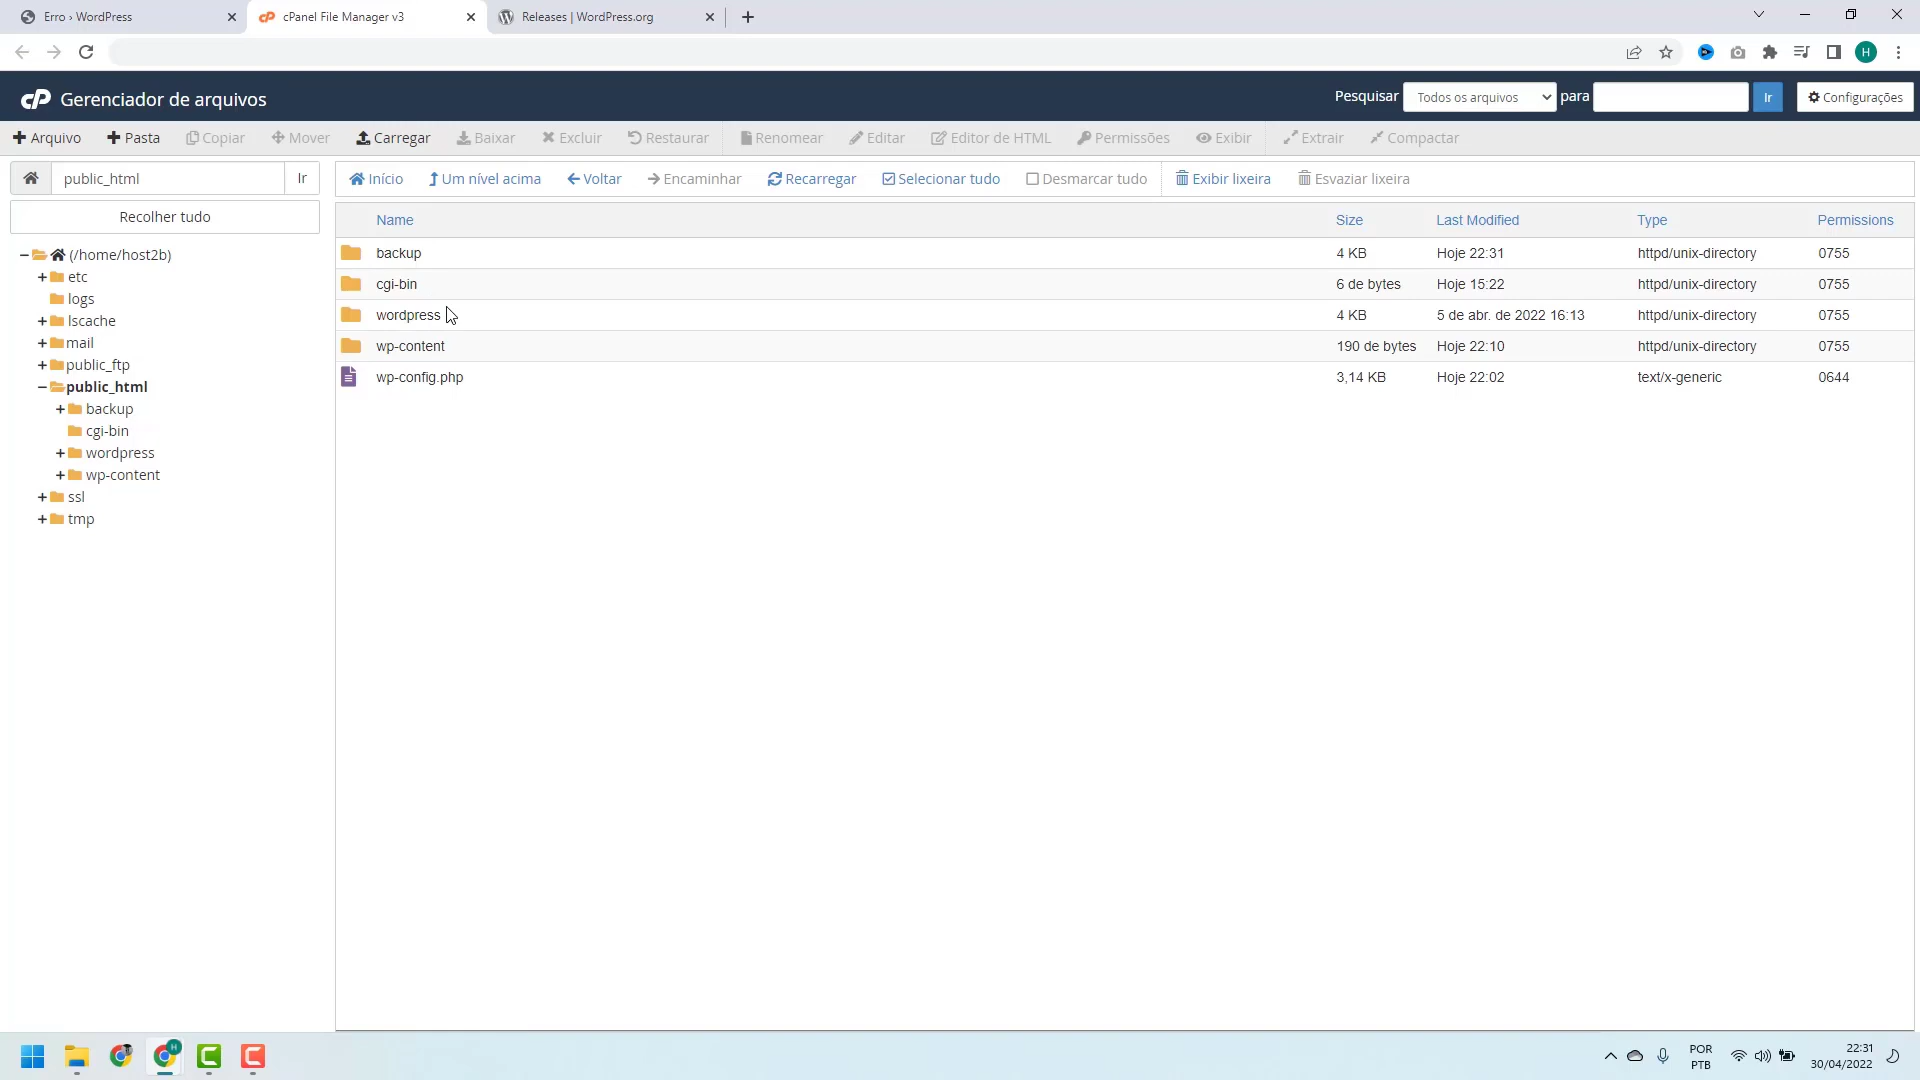 Erro › WordPress
cPanel File Manager v3
Releases | WordPress.org
H
cP Gerenciador de arquivos
Pesquisar Todos os arquivos para Ir Configurações
Arquivo Pasta Copiar Mover Carregar Baixar Excluir Restaurar Renomear Editar Editor de HTML Permissões Exibir Extrair Compactar
public_html Ir
Início Um nível acima Voltar Encaminhar Recarregar Selecionar tudo Desmarcar tudo Exibir lixeira Esvaziar lixeira
Recolher tudo
(/home/host2b)
etc
logs
lscache
mail
public_ftp
public_html
backup
cgi-bin
wordpress
wp-content
ssl
tmp
Name Size Last Modified Type Permissions
backup 4 KB Hoje 22:31 httpd/unix-directory 0755
cgi-bin 6 de bytes Hoje 15:22 httpd/unix-directory 0755
wordpress 4 KB 5 de abr. de 2022 16:13 httpd/unix-directory 0755
wp-content 190 de bytes Hoje 22:10 httpd/unix-directory 0755
wp-config.php 3,14 KB Hoje 22:02 text/x-generic 0644
H
POR
PTB
22:31
30/04/2022